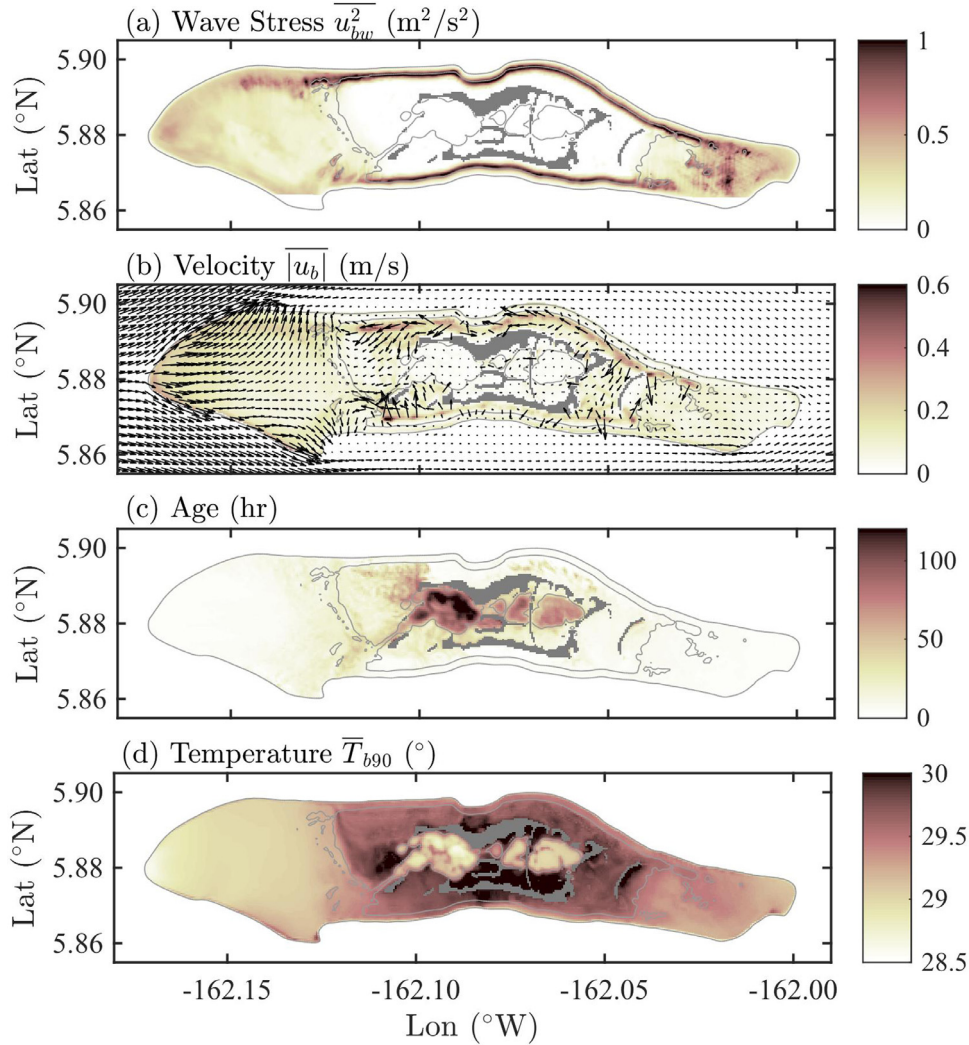 (a) Wave Stress $\overline{u_{bw}^2}$ (m²/s²)
Lat (°N)
5.90
5.88
5.86
1
0.5
0
(b) Velocity $\overline{|u_b|}$ (m/s)
Lat (°N)
5.90
5.88
5.86
0.6
0.4
0.2
0
(c) Age (hr)
Lat (°N)
5.90
5.88
5.86
100
50
0
(d) Temperature $\overline{T}_{b90}$ (°)
Lat (°N)
5.90
5.88
5.86
30
29.5
29
28.5
-162.15 -162.10 -162.05 -162.00
Lon (°W)